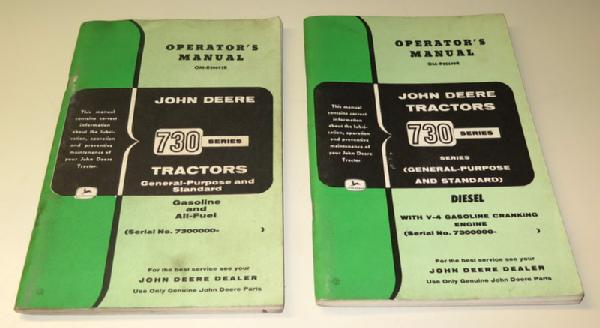 OPERATOR'S
MANUAL
This manual
contains correct
information
about the lubri-
cation, operation
and preventive
maintenance of
your John Deere
Tractor.
JOHN DEERE
730 SERIES
TRACTORS
General-Purpose and
Standard
Gasoline
and
All-Fuel
(Serial No. 7300000- )
For the best service see your
JOHN DEERE DEALER
Use Only Genuine John Deere Parts
OPERATOR'S
MANUAL
This manual
contains correct
information
about the lubri-
cation, operation
and preventive
maintenance of
your John Deere
Tractor.
JOHN DEERE
TRACTORS
730 SERIES
SERIES
(GENERAL-PURPOSE
AND STANDARD)
DIESEL
WITH V-4 GASOLINE CRANKING
ENGINE
(Serial No. 7300000- )
For the best service see your
JOHN DEERE DEALER
Use Only Genuine John Deere Parts